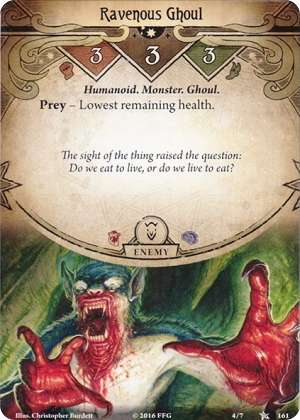 Ravenous Ghoul
3 3 3
Humanoid. Monster. Ghoul.
Prey – Lowest remaining health.
The sight of the thing raised the question:
Do we eat to live, or do we live to eat?
ENEMY
Illus. Christopher Burdett © 2016 FFG 4/7 161